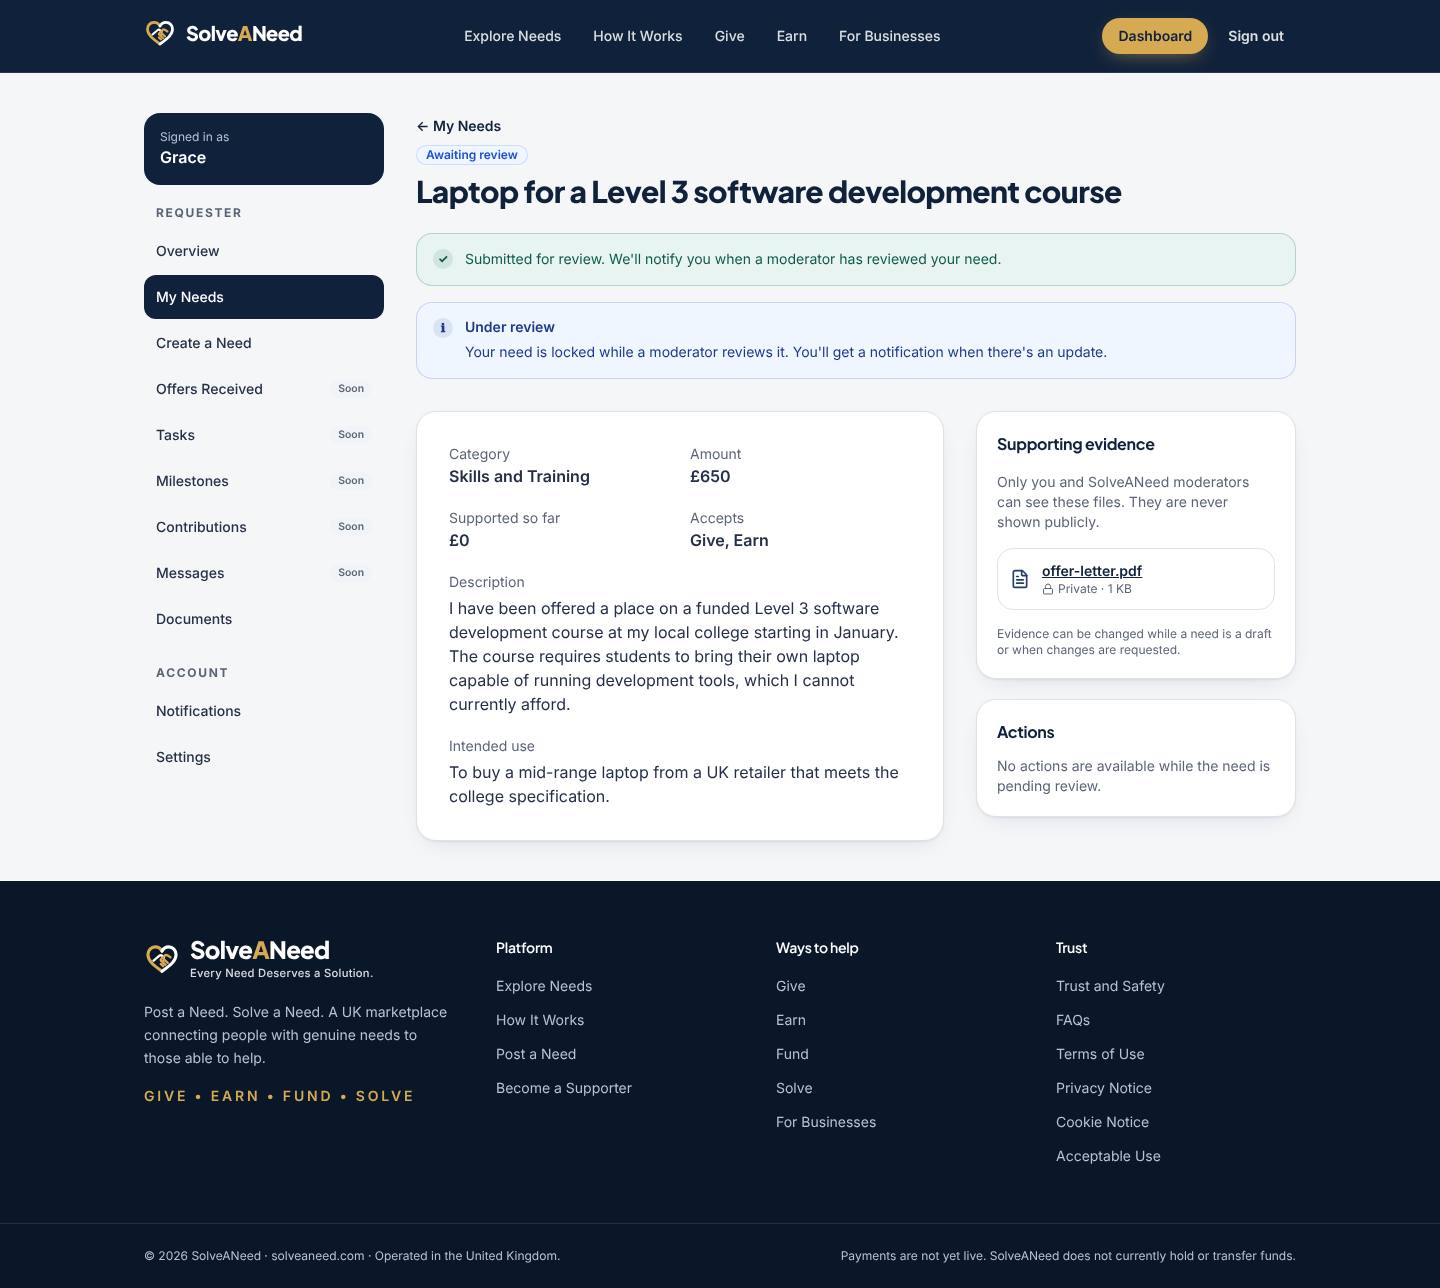 SolveANeed
Explore Needs
How It Works
Give
Earn
For Businesses
Dashboard
Sign out
Signed in as
Grace
REQUESTER
Overview
My Needs
Create a Need
Offers Received
Soon
Tasks
Soon
Milestones
Soon
Contributions
Soon
Messages
Soon
Documents
ACCOUNT
Notifications
Settings
← My Needs
Awaiting review
Laptop for a Level 3 software development course
Submitted for review. We'll notify you when a moderator has reviewed your need.
Under review
Your need is locked while a moderator reviews it. You'll get a notification when there's an update.
Category
Skills and Training
Amount
£650
Supported so far
£0
Accepts
Give, Earn
Description
I have been offered a place on a funded Level 3 software
development course at my local college starting in January.
The course requires students to bring their own laptop
capable of running development tools, which I cannot
currently afford.
Intended use
To buy a mid-range laptop from a UK retailer that meets the
college specification.
Supporting evidence
Only you and SolveANeed moderators
can see these files. They are never
shown publicly.
offer-letter.pdf
Private · 1 KB
Evidence can be changed while a need is a draft
or when changes are requested.
Actions
No actions are available while the need is
pending review.
SolveANeed
Every Need Deserves a Solution.
Post a Need. Solve a Need. A UK marketplace
connecting people with genuine needs to
those able to help.
GIVE • EARN • FUND • SOLVE
Platform
Explore Needs
How It Works
Post a Need
Become a Supporter
Ways to help
Give
Earn
Fund
Solve
For Businesses
Trust
Trust and Safety
FAQs
Terms of Use
Privacy Notice
Cookie Notice
Acceptable Use
© 2026 SolveANeed · solveaneed.com · Operated in the United Kingdom.
Payments are not yet live. SolveANeed does not currently hold or transfer funds.